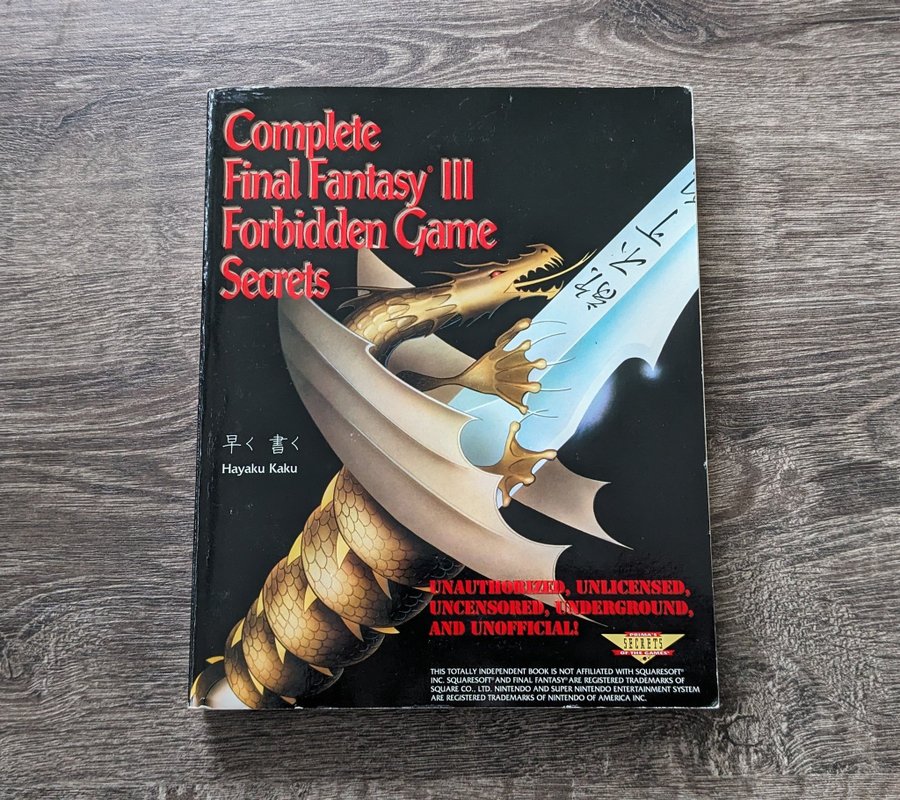 Complete
Final Fantasy® III
Forbidden Game
Secrets
早く 書く
Hayaku Kaku
UNAUTHORIZED, UNLICENSED,
UNCENSORED, UNDERGROUND,
AND UNOFFICIAL!
PRIMA'S
SECRETS
OF THE GAMES®
THIS TOTALLY INDEPENDENT BOOK IS NOT AFFILIATED WITH SQUARESOFT®
INC. SQUARESOFT® AND FINAL FANTASY® ARE REGISTERED TRADEMARKS OF
SQUARE CO., LTD. NINTENDO AND SUPER NINTENDO ENTERTAINMENT SYSTEM
ARE REGISTERED TRADEMARKS OF NINTENDO OF AMERICA INC.